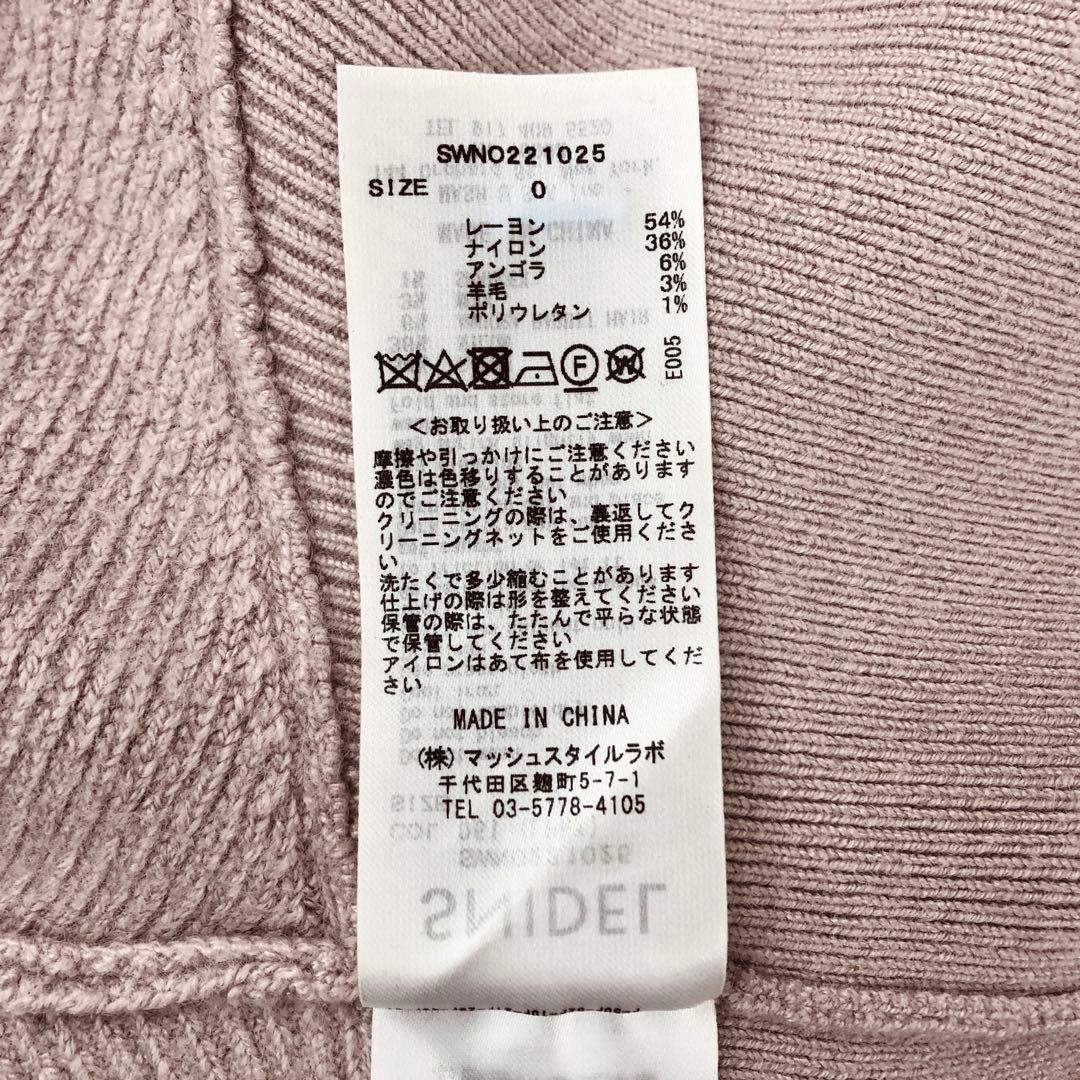 SWNO221025
SIZE 0
レーヨン 54%
ナイロン 36%
アンゴラ 6%
羊毛 3%
ポリウレタン 1%
F W E005
<お取り扱い上のご注意>
摩擦や引っかけにご注意ください
濃色は色移りすることがあります
のでご注意ください
クリーニングの際は、裏返してク
リーニングネットをご使用くださ
い
洗たくで多少縮むことがあります
仕上げの際は形を整えてください
保管の際は、たたんで平らな状態
で保管してください
アイロンはあて布を使用してくだ
さい
MADE IN CHINA
(株)マッシュスタイルラボ
千代田区麹町5-7-1
TEL 03-5778-4105
SWNO221025
SNIDEL